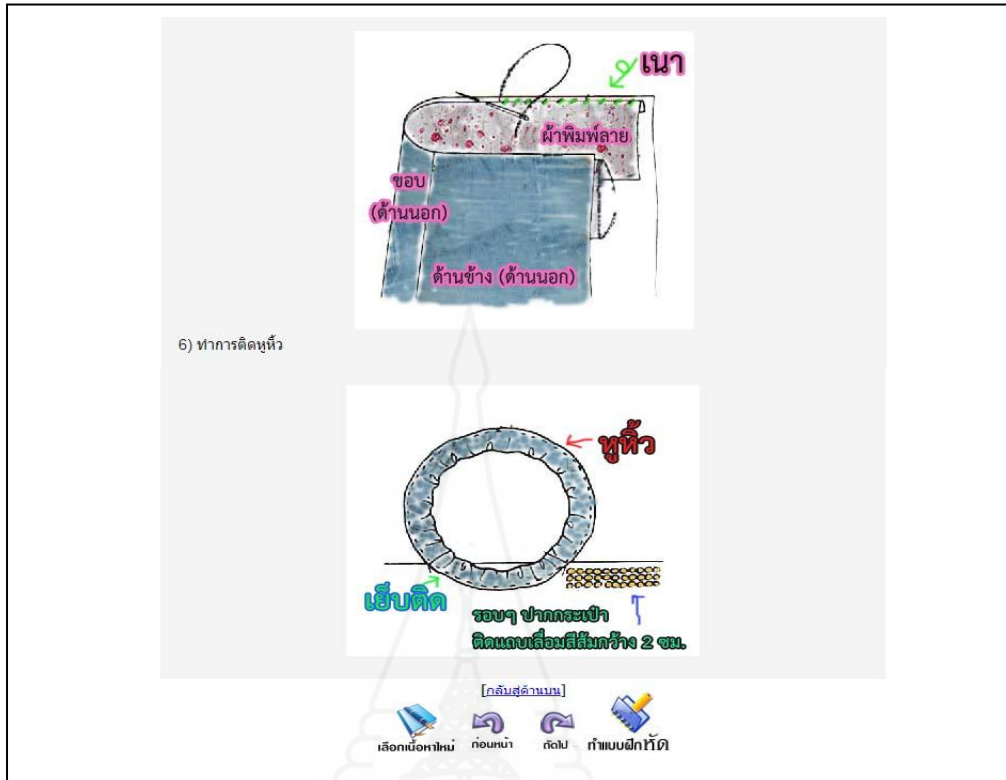 เนา
ผ้าพิมพ์ลาย
ขอบ
(ด้านนอก)
ด้านข้าง (ด้านนอก)
6) ทำการติดหูหิ้ว
หูหิ้ว
เย็บติด
รอบๆ ปากกระเป๋า
ติดแถบเลื่อมสีส้มกว้าง 2 ซม.
[กลับสู่ด้านบน]
เลือกเนื้อหาใหม่ ก่อนหน้า ถัดไป ทำแบบฝึกหัด